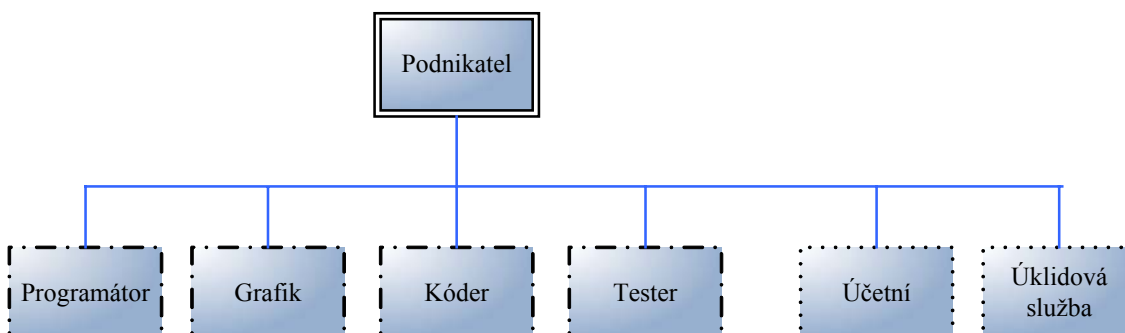 Podnikatel
Programátor
Grafik
Kóder
Tester
Účetní
Úklidová
služba